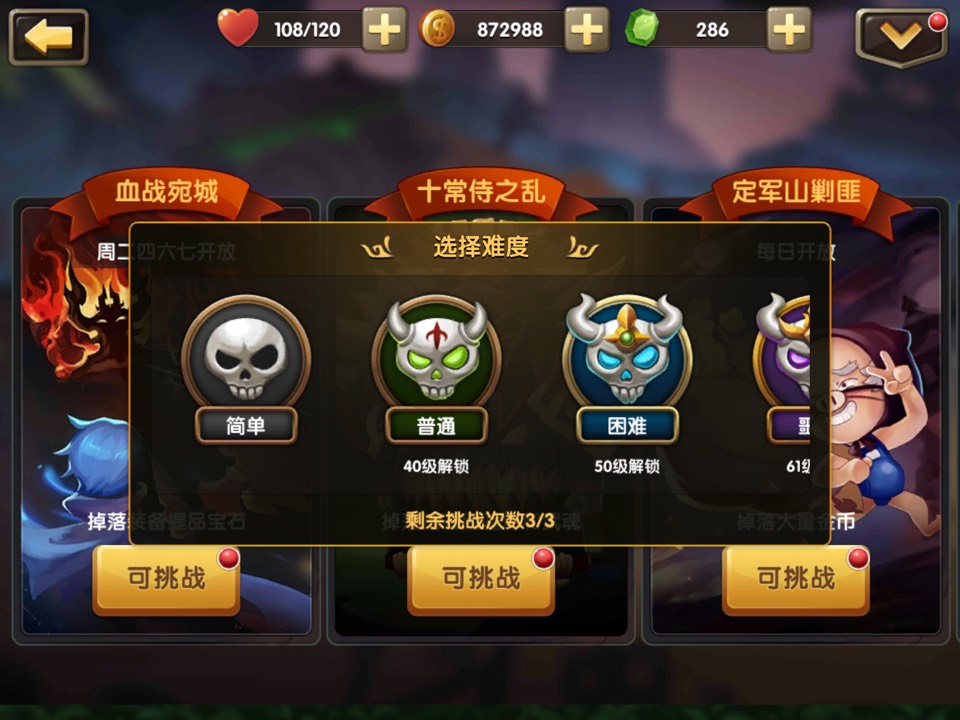 108/120
872988
286
血战宛城
十常侍之乱
定军山剿匪
周二四六七开放
每日开放
选择难度
简单
普通
困难
40级解锁
50级解锁
61级
剩余挑战次数3/3
掉落装备提品宝石
掉落大量金币
可挑战
可挑战
可挑战